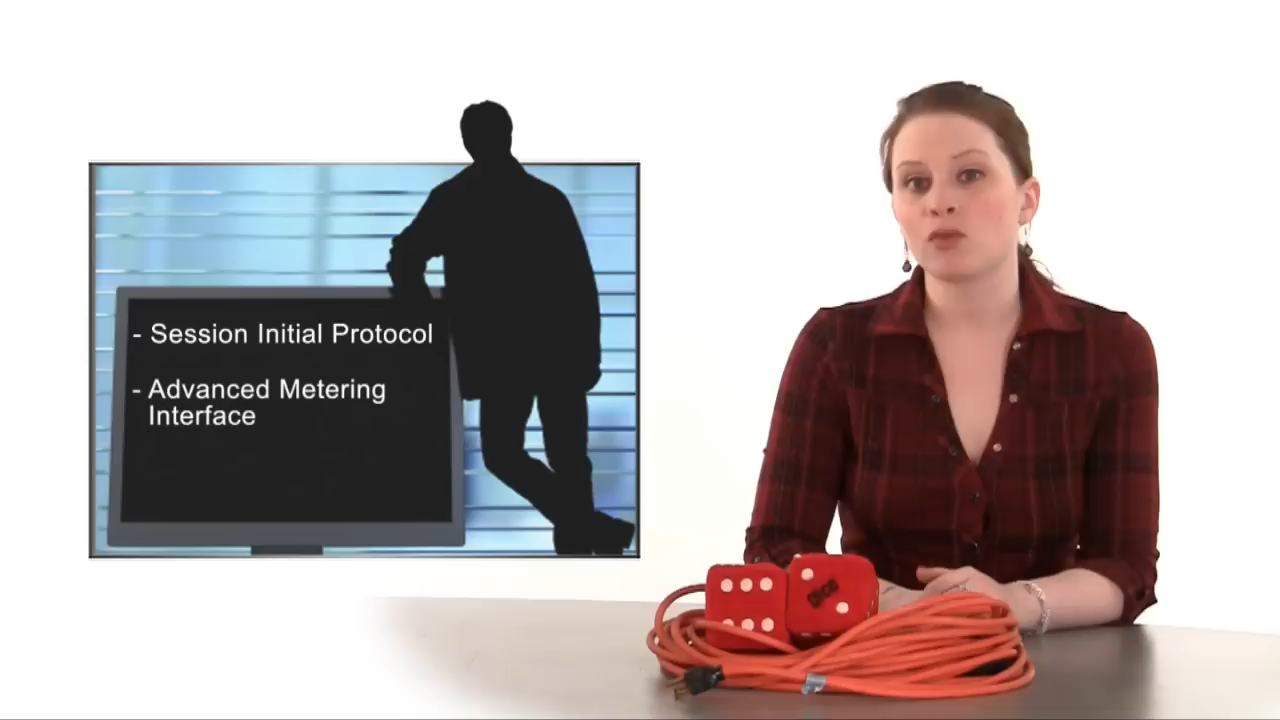 - Session Initial Protocol
- Advanced Metering
Interface